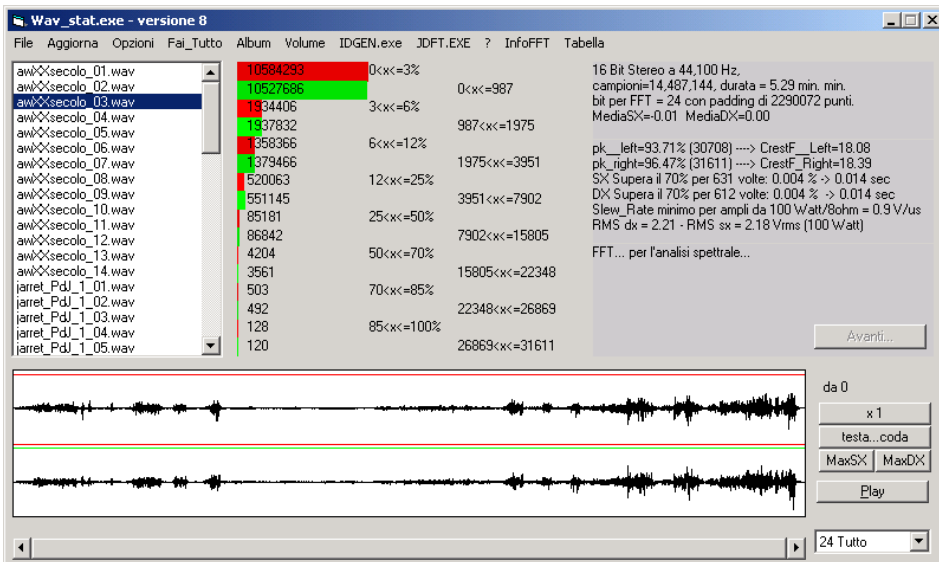 Wav_stat.exe - versione 8
File Aggiorna Opzioni Fai_Tutto Album Volume IDGEN.exe JDFT.EXE ? InfoFFT Tabella
awXXsecolo_01.wav
awXXsecolo_02.wav
awXXsecolo_03.wav
awXXsecolo_04.wav
awXXsecolo_05.wav
awXXsecolo_06.wav
awXXsecolo_07.wav
awXXsecolo_08.wav
awXXsecolo_09.wav
awXXsecolo_10.wav
awXXsecolo_11.wav
awXXsecolo_12.wav
awXXsecolo_13.wav
awXXsecolo_14.wav
jarret_PdJ_1_01.wav
jarret_PdJ_1_02.wav
jarret_PdJ_1_03.wav
jarret_PdJ_1_04.wav
jarret_PdJ_1_05.wav
10584293 0<x<=3%
10527686 0<x<=987
1934406 3<x<=6%
1937832 987<x<=1975
1358366 6<x<=12%
1379466 1975<x<=3951
520063 12<x<=25%
551145 3951<x<=7902
85181 25<x<=50%
86842 7902<x<=15805
4204 50<x<=70%
3561 15805<x<=22348
503 70<x<=85%
492 22348<x<=26869
128 85<x<=100%
120 26869<x<=31611
16 Bit Stereo a 44,100 Hz,
campioni=14,487,144, durata = 5.29 min. min.
bit per FFT = 24 con padding di 2290072 punti.
MediaSX=-0.01 MediaDX=0.00
pk__left=93.71% (30708) ----> CrestF__Left=18.08
pk_right=96.47% (31611) ----> CrestF_Right=18.39
SX Supera il 70% per 631 volte: 0.004 % -> 0.014 sec
DX Supera il 70% per 612 volte: 0.004 % -> 0.014 sec
Slew_Rate minimo per ampli da 100 Watt/8ohm = 0.9 V/us
RMS dx = 2.21 - RMS sx = 2.18 Vrms (100 Watt)
FFT... per l'analisi spettrale...
Avanti...
da 0
x 1
testa...coda
MaxSX MaxDX
Play
24 Tutto